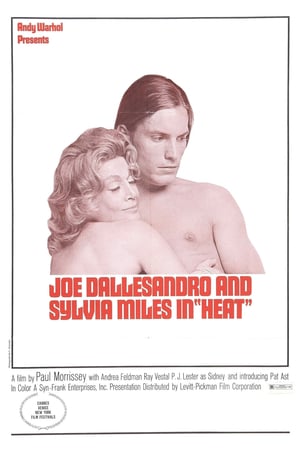 Andy Warhol
Presents
JOE DALLESANDRO AND
SYLVIA MILES IN "HEAT"
A film by Paul Morrissey with Andrea Feldman Ray Vestal P. J. Lester as Sidney and introducing Pat Ast
In Color A Syn-Frank Enterprises, Inc. Presentation Distributed by Levitt-Pickman Film Corporation
CANNES
VENICE
NEW YORK
FILM FESTIVALS
R